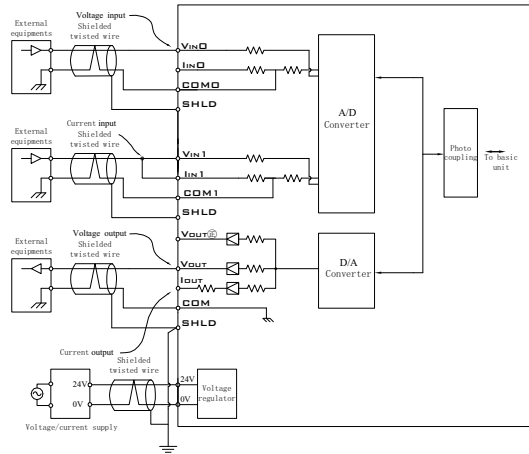 External
equipments
Voltage input
Shielded
twisted wire
VIN0
IIN0
COM0
SHLD
A/D
Converter
Photo
coupling
To basic
unit
External
equipments
Current input
Shielded
twisted wire
VIN1
IIN1
COM1
SHLD
External
equipments
Voltage output
Shielded
twisted wire
VOUT
VOUT
IOUT
COM
SHLD
D/A
Converter
Current output
Shielded
twisted wire
24V
0V
24V
0V
Voltage
regulator
Voltage/current supply